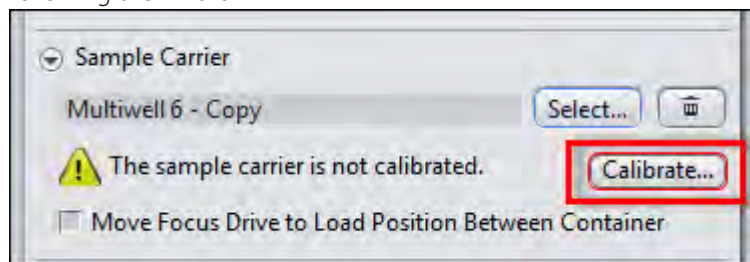 Sample Carrier
Multiwell 6 - Copy Select...
The sample carrier is not calibrated. Calibrate...
Move Focus Drive to Load Position Between Container